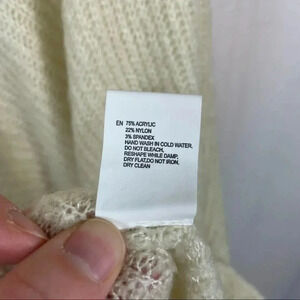 EN 75% ACRYLIC
22% NYLON
3% SPANDEX
HAND WASH IN COLD WATER,
DO NOT BLEACH,
RESHAPE WHILE DAMP,
DRY FLAT,DO NOT IRON,
DRY CLEAN